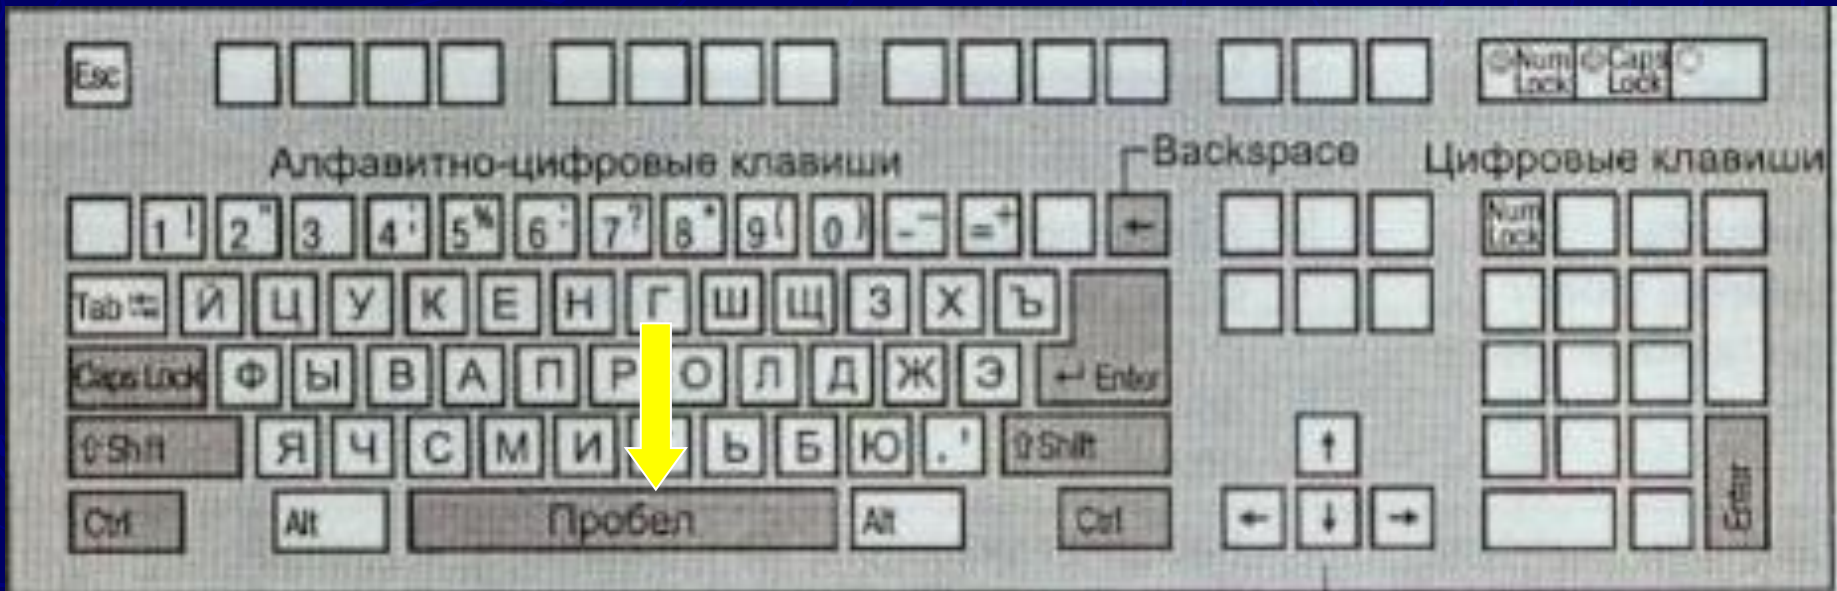 Esc Num Lock Caps Lock
Алфавитно-цифровые клавиши Backspace Цифровые клавиши
1 ! 2 " 3 4 ; 5 % 6 : 7 ? 8 * 9 ( 0 ) - _ = + ← Num Lock
Tab Й Ц У К Е Н Г Ш Щ З Х Ъ
Caps Lock Ф Ы В А П Р О Л Д Ж Э ↵ Enter
⇧ Shift Я Ч С М И Ь Б Ю . , ⇧ Shift ↑ Enter
Ctrl Alt Пробел Alt Ctrl ← ↓ →